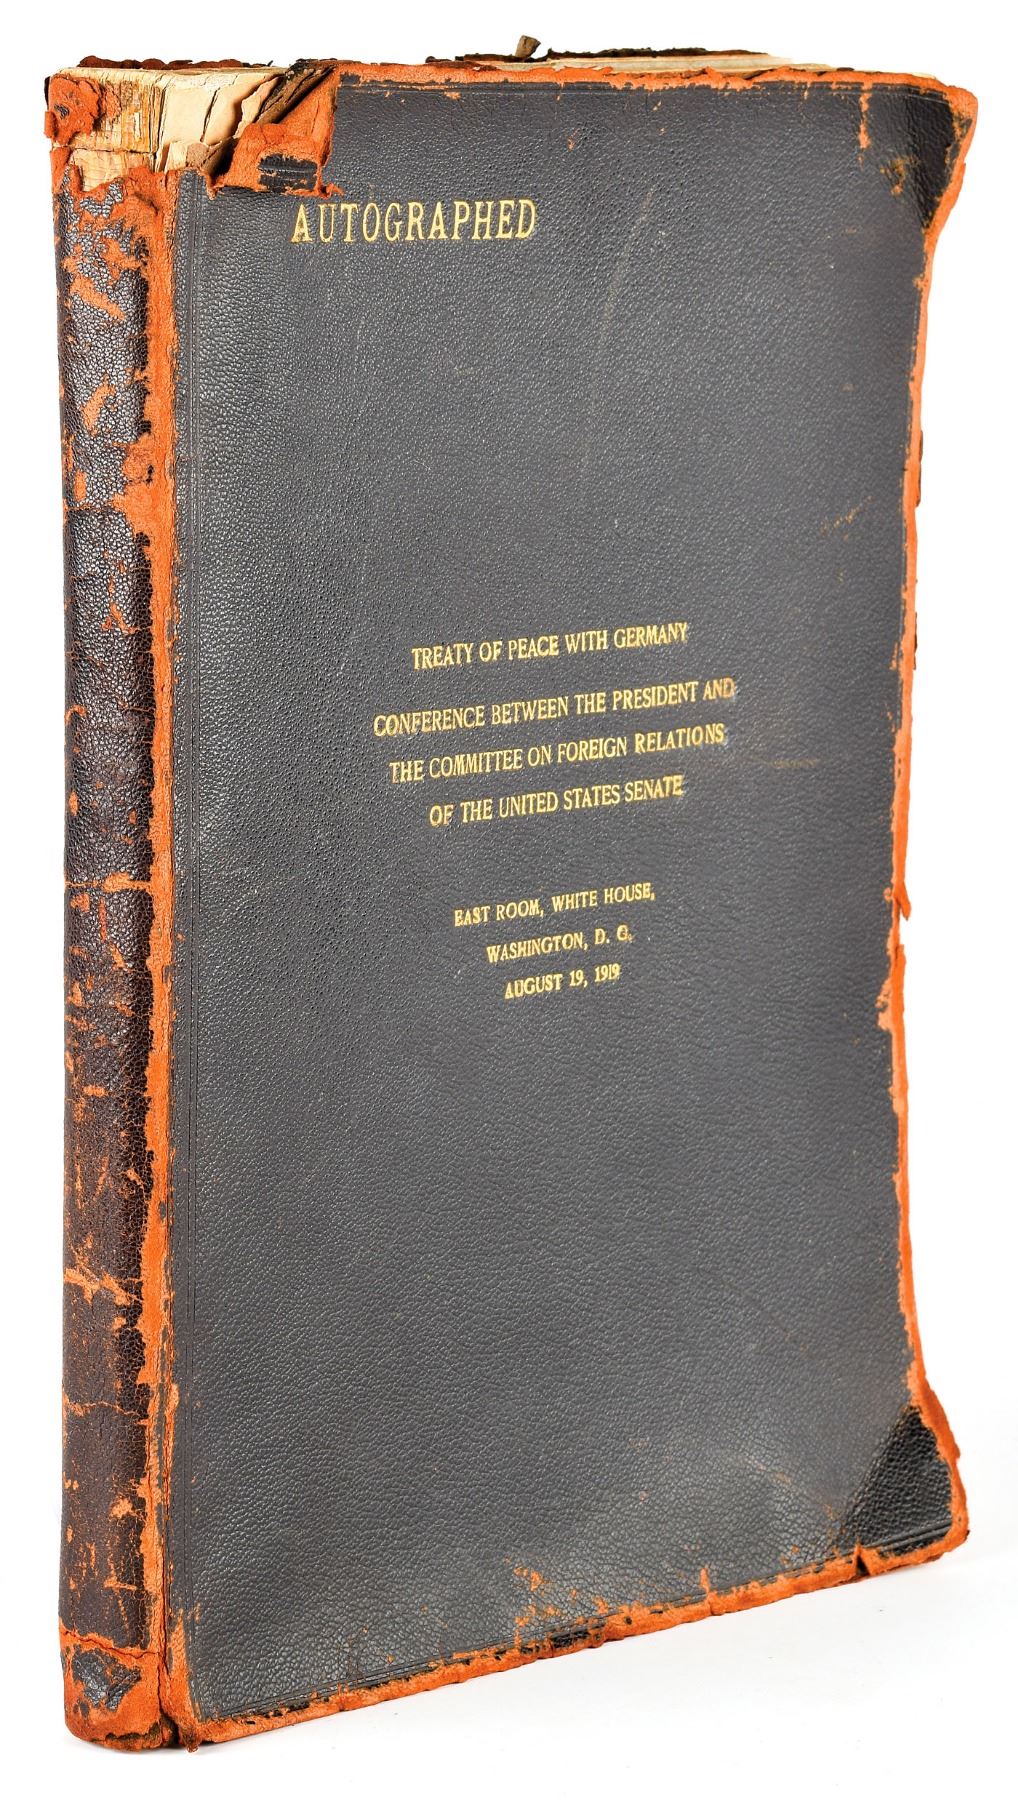 AUTOGRAPHED
TREATY OF PEACE WITH GERMANY
CONFERENCE BETWEEN THE PRESIDENT AND
THE COMMITTEE ON FOREIGN RELATIONS
OF THE UNITED STATES SENATE
EAST ROOM, WHITE HOUSE,
WASHINGTON, D. C.
AUGUST 19, 1919